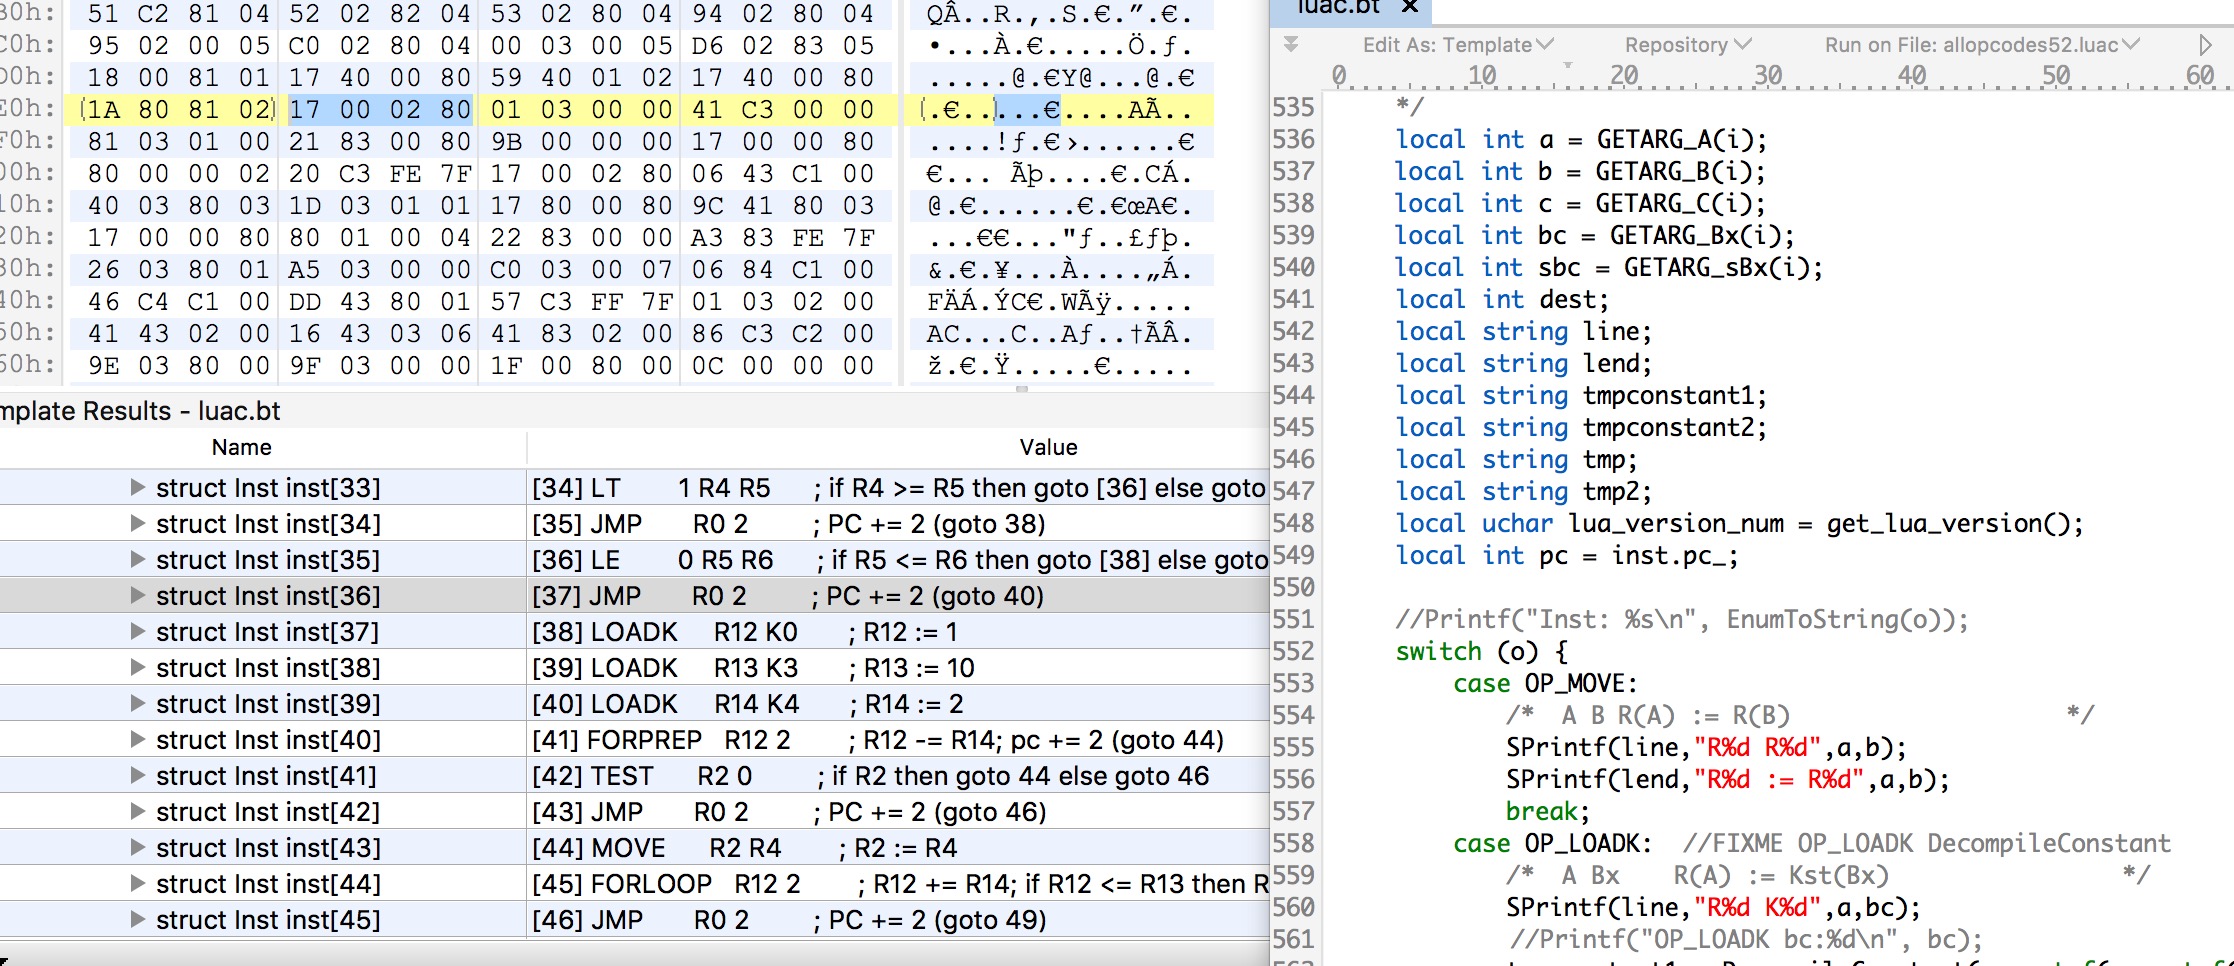 30h: 51 C2 81 04 52 02 82 04 53 02 80 04 94 02 80 04 QÂ..R.‚.S.€.”.€.
C0h: 95 02 00 05 C0 02 80 04 00 03 00 05 D6 02 83 05 •...À.€.....Ö.ƒ.
D0h: 18 00 81 01 17 40 00 80 59 40 01 02 17 40 00 80 .....@.€Y@...@.€
E0h: 1A 80 81 02 17 00 02 80 01 03 00 00 41 C3 00 00 .€.....€....AÃ..
F0h: 81 03 01 00 21 83 00 80 9B 00 00 00 17 00 00 80 ....!ƒ.€›......€
00h: 80 00 00 02 20 C3 FE 7F 17 00 02 80 06 43 C1 00 €... Ãþ....€.CÁ.
10h: 40 03 80 03 1D 03 01 01 17 80 00 80 9C 41 80 03 @.€......€.€œA€.
20h: 17 00 00 80 80 01 00 04 22 83 00 00 A3 83 FE 7F ...€€..."ƒ..£ƒþ.
30h: 26 03 80 01 A5 03 00 00 C0 03 00 07 06 84 C1 00 &.€.¥...À....„Á.
40h: 46 C4 C1 00 DD 43 80 01 57 C3 FF 7F 01 03 02 00 FÄÁ.ÝC€.WÃÿ.....
50h: 41 43 02 00 16 43 03 06 41 83 02 00 86 C3 C2 00 AC...C..Aƒ..†ÃÂ.
60h: 9E 03 80 00 9F 03 00 00 1F 00 80 00 0C 00 00 00 ž.€.Ÿ.....€.....
mplate Results - luac.bt
Name Value
struct Inst inst[33] [34] LT 1 R4 R5 ; if R4 >= R5 then goto [36] else goto
struct Inst inst[34] [35] JMP R0 2 ; PC += 2 (goto 38)
struct Inst inst[35] [36] LE 0 R5 R6 ; if R5 <= R6 then goto [38] else goto
struct Inst inst[36] [37] JMP R0 2 ; PC += 2 (goto 40)
struct Inst inst[37] [38] LOADK R12 K0 ; R12 := 1
struct Inst inst[38] [39] LOADK R13 K3 ; R13 := 10
struct Inst inst[39] [40] LOADK R14 K4 ; R14 := 2
struct Inst inst[40] [41] FORPREP R12 2 ; R12 -= R14; pc += 2 (goto 44)
struct Inst inst[41] [42] TEST R2 0 ; if R2 then goto 44 else goto 46
struct Inst inst[42] [43] JMP R0 2 ; PC += 2 (goto 46)
struct Inst inst[43] [44] MOVE R2 R4 ; R2 := R4
struct Inst inst[44] [45] FORLOOP R12 2 ; R12 += R14; if R12 <= R13 then R
struct Inst inst[45] [46] JMP R0 2 ; PC += 2 (goto 49)
luac.bt ×
Edit As: Template Repository Run on File: allopcodes52.luac
0 10 20 30 40 50 60
535 */
536 local int a = GETARG_A(i);
537 local int b = GETARG_B(i);
538 local int c = GETARG_C(i);
539 local int bc = GETARG_Bx(i);
540 local int sbc = GETARG_sBx(i);
541 local int dest;
542 local string line;
543 local string lend;
544 local string tmpconstant1;
545 local string tmpconstant2;
546 local string tmp;
547 local string tmp2;
548 local uchar lua_version_num = get_lua_version();
549 local int pc = inst.pc_;
550
551 //Printf("Inst: %s\n", EnumToString(o));
552 switch (o) {
553 case OP_MOVE:
554 /* A B R(A) := R(B) */
555 SPrintf(line,"R%d R%d",a,b);
556 SPrintf(lend,"R%d := R%d",a,b);
557 break;
558 case OP_LOADK: //FIXME OP_LOADK DecompileConstant
559 /* A Bx R(A) := Kst(Bx) */
560 SPrintf(line,"R%d K%d",a,bc);
561 //Printf("OP_LOADK bc:%d\n", bc);